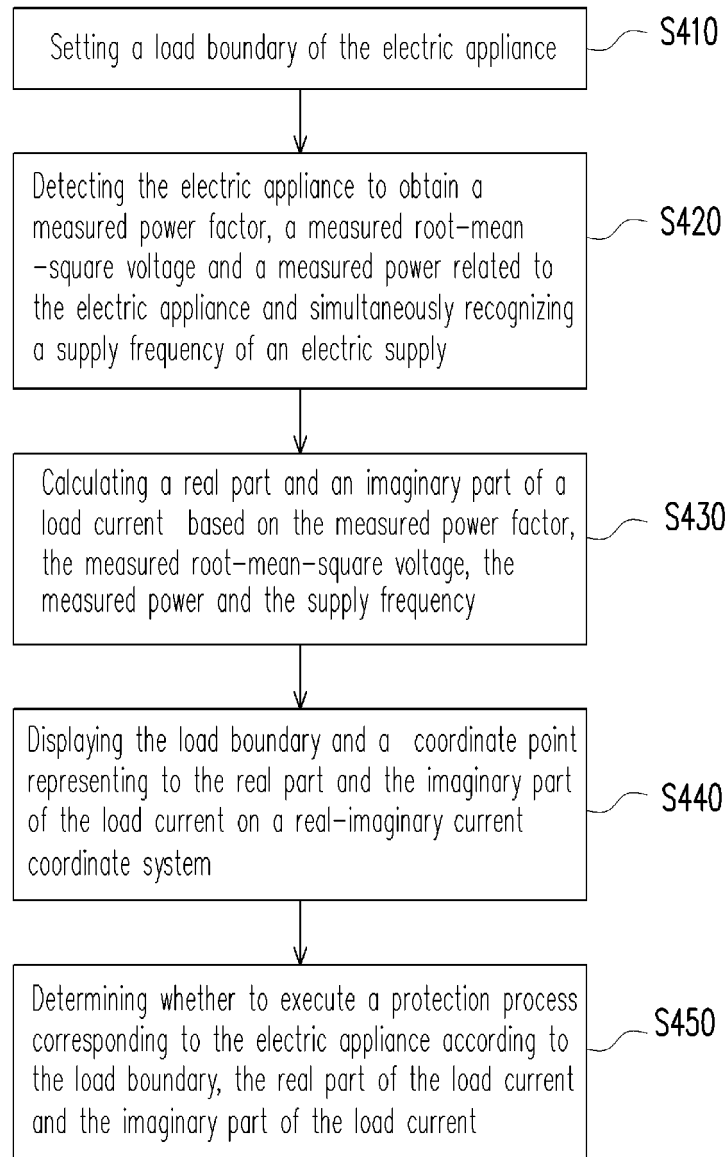 Setting a load boundary of the electric appliance
S410
Detecting the electric appliance to obtain a
measured power factor, a measured root-mean
-square voltage and a measured power related to
the electric appliance and simultaneously recognizing
a supply frequency of an electric supply
S420
Calculating a real part and an imaginary part of a
load current based on the measured power factor,
the measured root-mean-square voltage, the
measured power and the supply frequency
S430
Displaying the load boundary and a coordinate point
representing to the real part and the imaginary part
of the load current on a real-imaginary current
coordinate system
S440
Determining whether to execute a protection process
corresponding to the electric appliance according to
the load boundary, the real part of the load current
and the imaginary part of the load current
S450